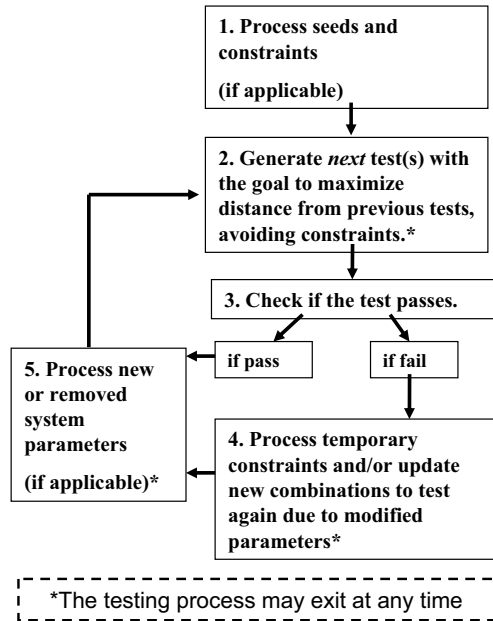 1. Process seeds and
constraints
(if applicable)
2. Generate next test(s) with
the goal to maximize
distance from previous tests,
avoiding constraints.*
3. Check if the test passes.
if pass
if fail
5. Process new
or removed
system
parameters
(if applicable)*
4. Process temporary
constraints and/or update
new combinations to test
again due to modified
parameters*
*The testing process may exit at any time